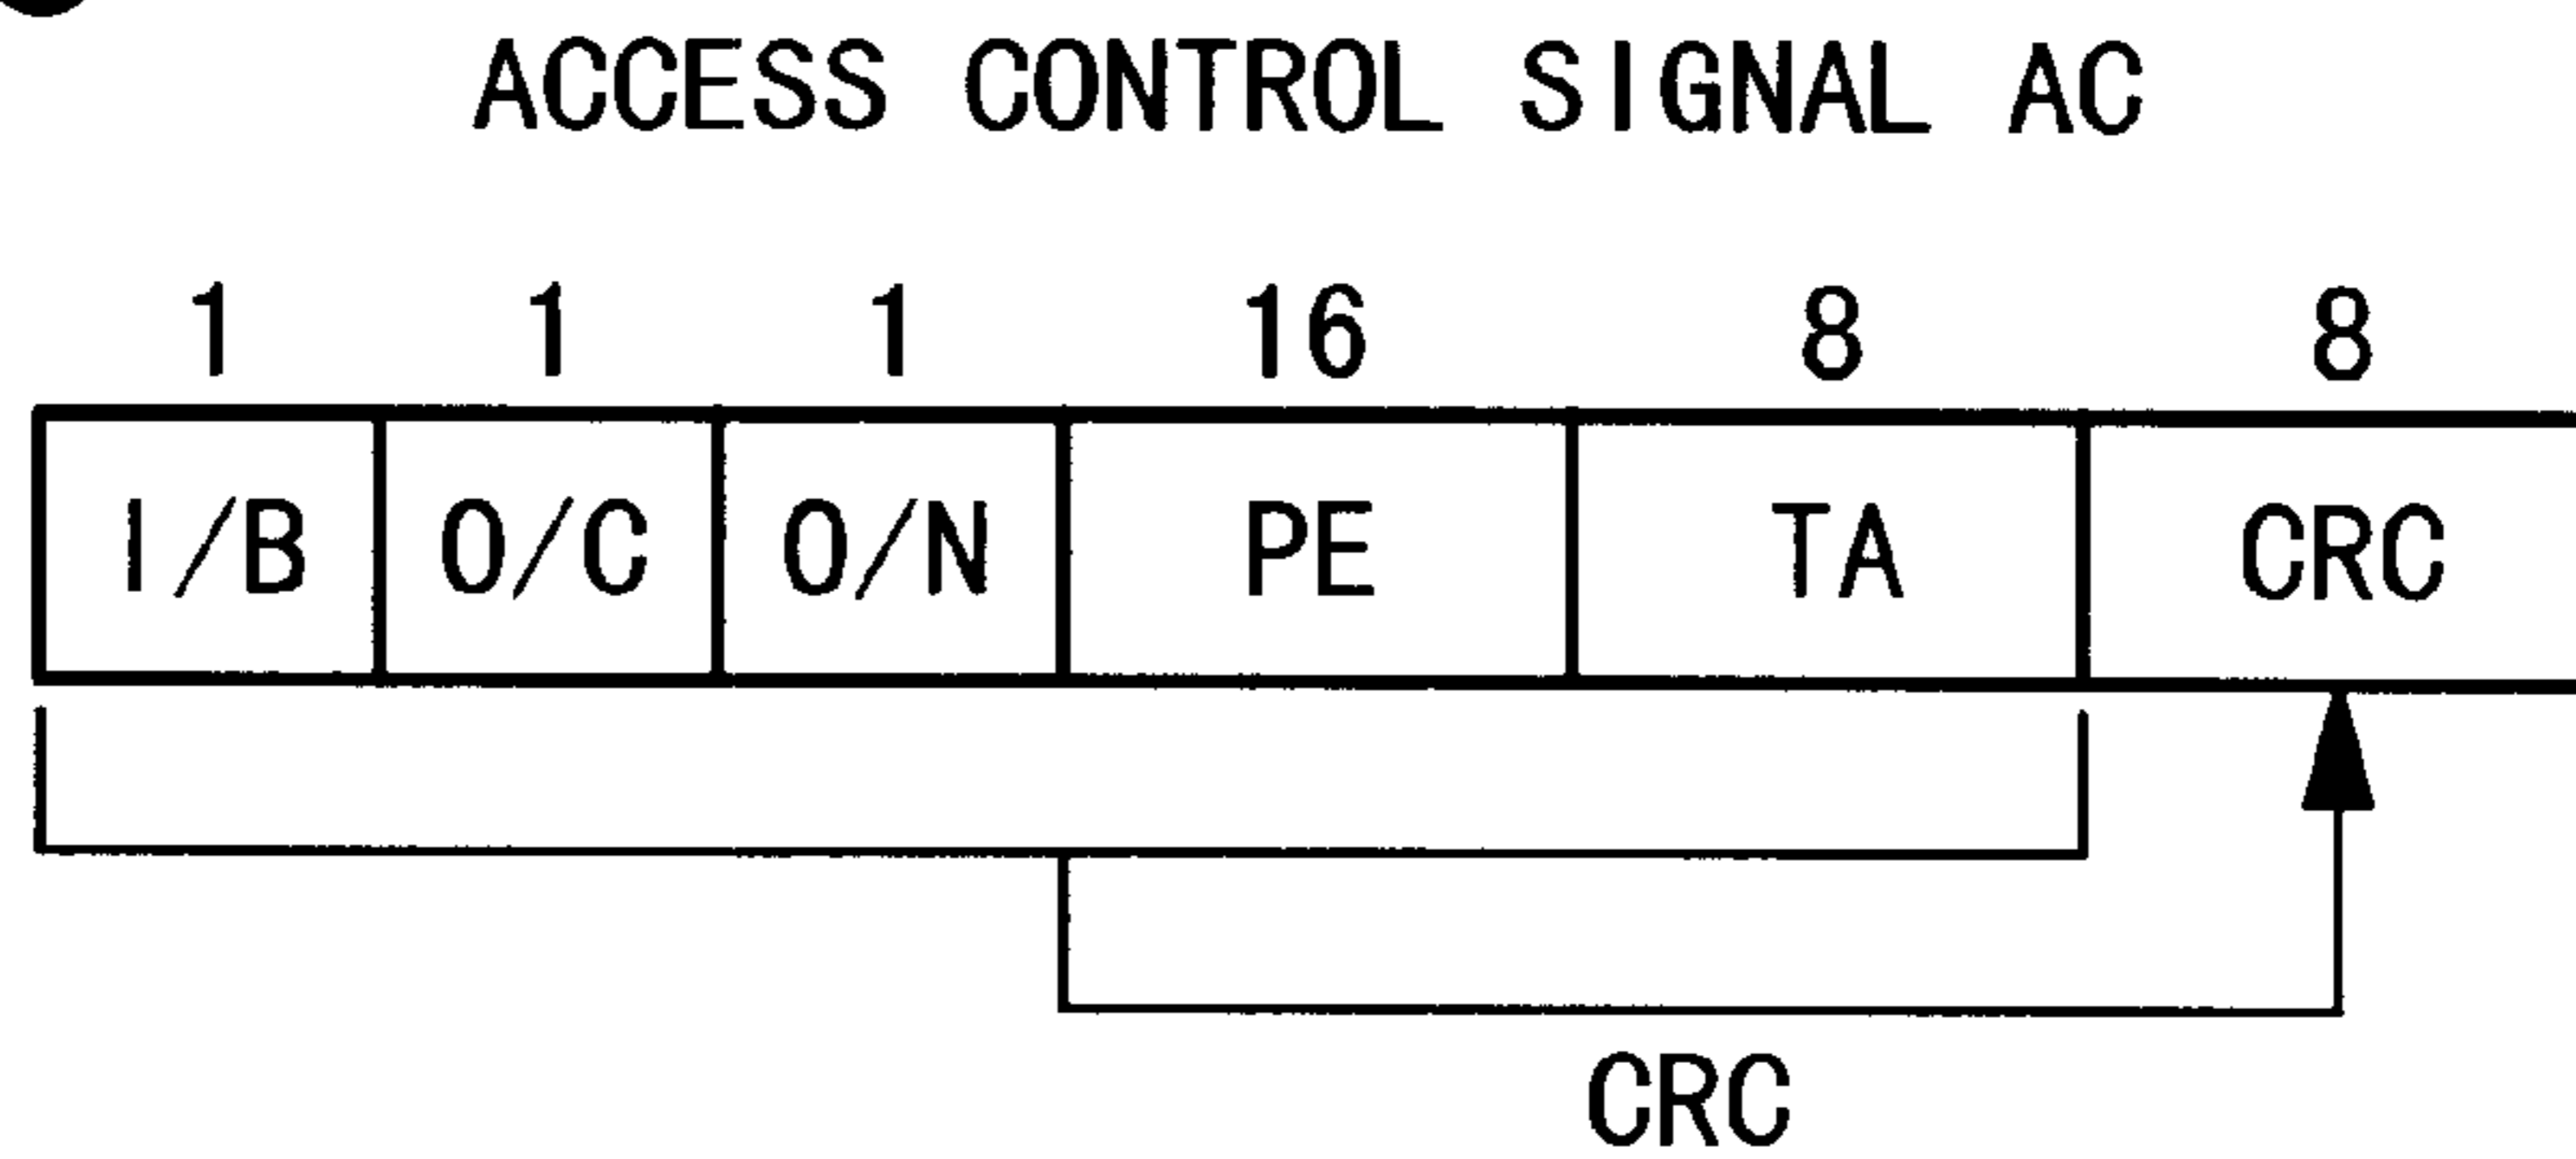 ACCESS CONTROL SIGNAL AC
1 1 1 16 8 8
I/B O/C O/N PE TA CRC
CRC